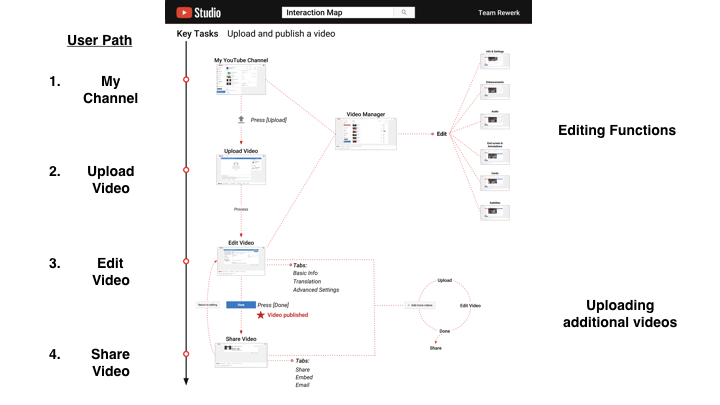 Studio
Interaction Map
Team Rewerk
User Path
Key Tasks Upload and publish a video
1. My
Channel
My YouTube Channel
Press [Upload]
Video Manager
Edit
Info & Settings
Enhancements
Audio
End screen &
Annotations
Cards
Subtitles
Editing Functions
2. Upload
Video
Upload Video
Process
3. Edit
Video
Edit Video
Tabs:
Basic Info
Translation
Advanced Settings
Return to editing
Press [Done]
Video published
+ Add more videos
Upload
Edit Video
Done
Share
Uploading
additional videos
4. Share
Video
Share Video
Tabs:
Share
Embed
Email